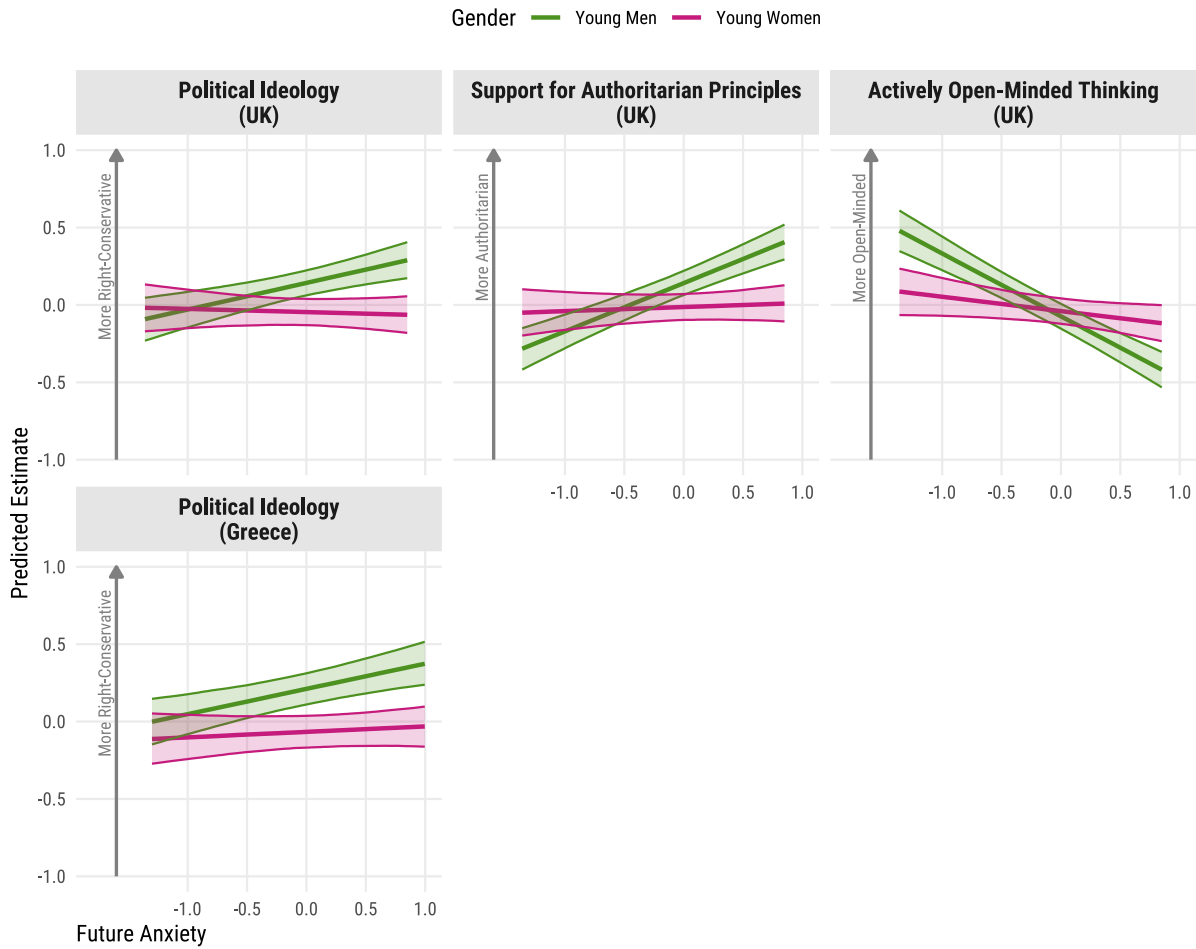 Gender Young Men Young Women
Political Ideology
(UK)
Support for Authoritarian Principles
(UK)
Actively Open-Minded Thinking
(UK)
1.0
0.5
0.0
-0.5
-1.0
More Right-Conservative
More Authoritarian
More Open-Minded
-1.0 -0.5 0.0 0.5 1.0
-1.0 -0.5 0.0 0.5 1.0
Predicted Estimate
Political Ideology
(Greece)
1.0
0.5
0.0
-0.5
-1.0
More Right-Conservative
-1.0 -0.5 0.0 0.5 1.0
Future Anxiety